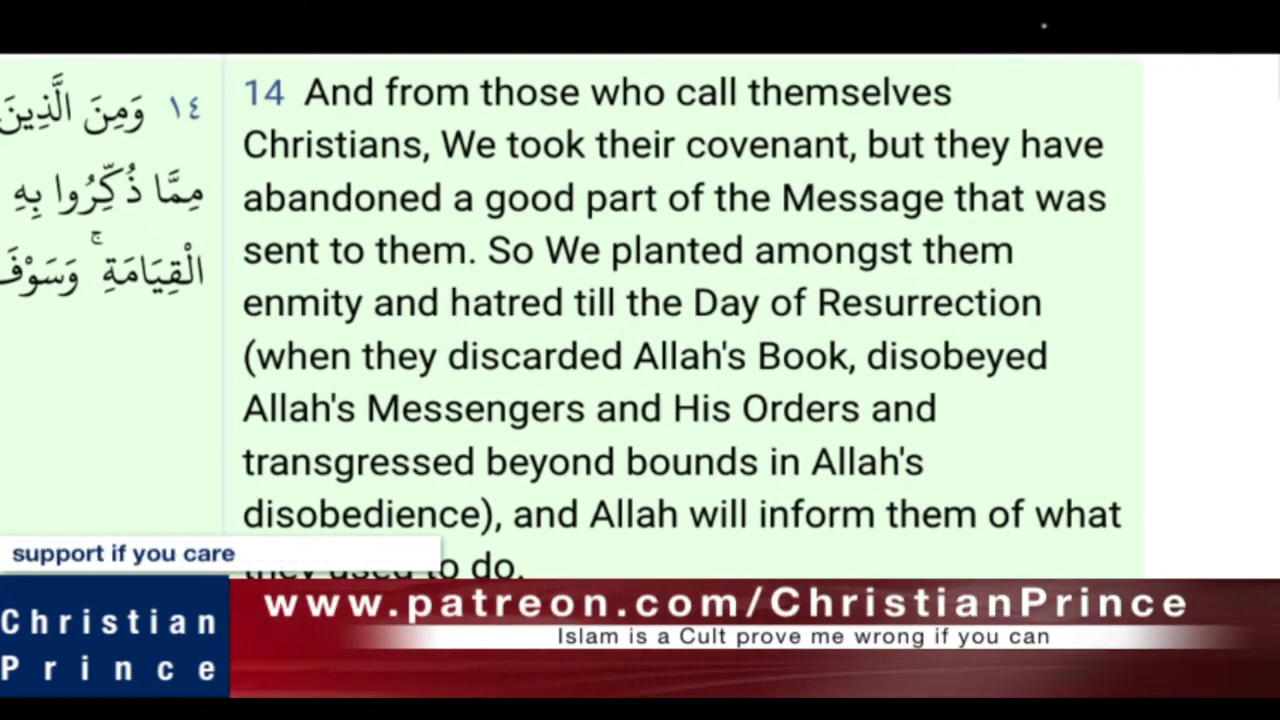 ١٤ وَمِنَ الَّذِينَ
مِمَّا ذُكِّرُوا بِهِ
الْقِيَامَةِ ۚ وَسَوْفَ
14 And from those who call themselves
Christians, We took their covenant, but they have
abandoned a good part of the Message that was
sent to them. So We planted amongst them
enmity and hatred till the Day of Resurrection
(when they discarded Allah's Book, disobeyed
Allah's Messengers and His Orders and
transgressed beyond bounds in Allah's
disobedience), and Allah will inform them of what
they used to do.
support if you care
Christian
Prince
www.patreon.com/ChristianPrince
Islam is a Cult prove me wrong if you can